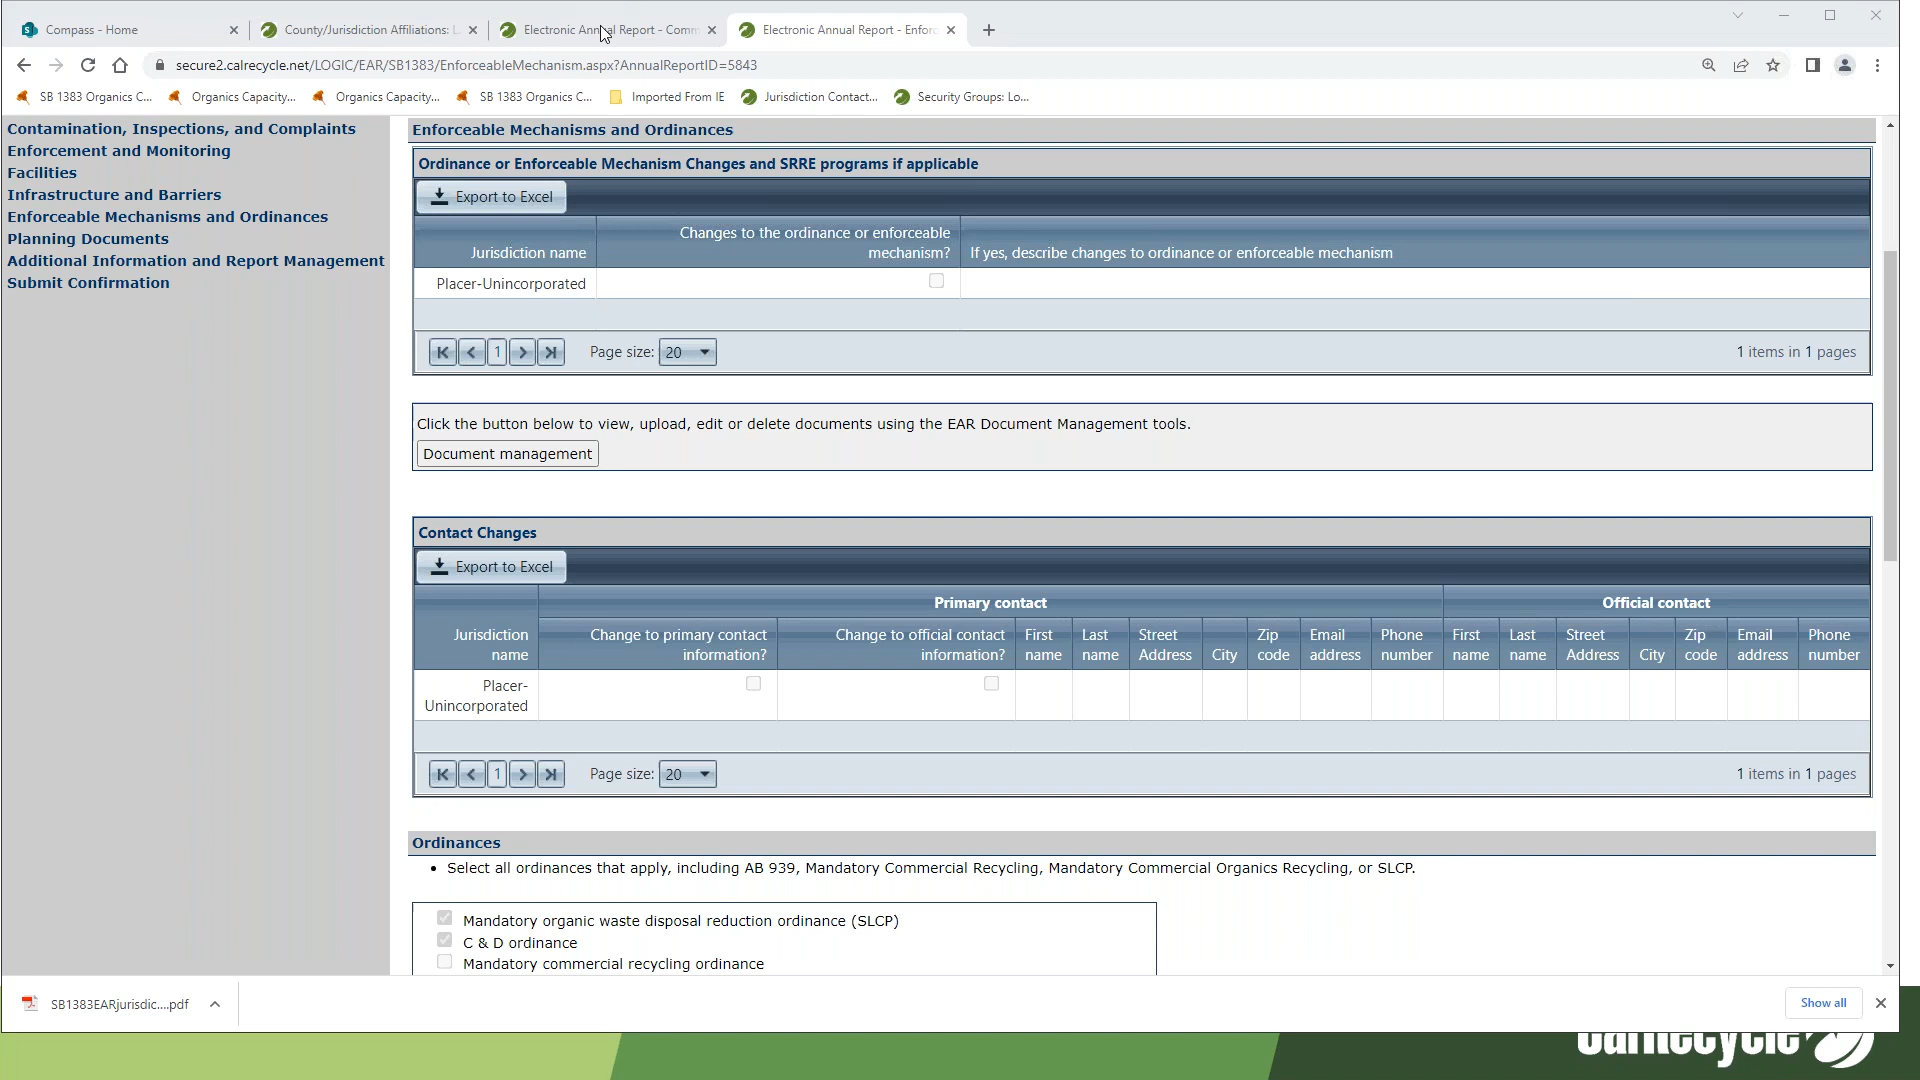 Compass - Home
County/Jurisdiction Affiliations: L
Electronic Annual Report - Comm
Electronic Annual Report - Enforc
secure2.calrecycle.net/LOGIC/EAR/SB1383/EnforceableMechanism.aspx?AnnualReportID=5843
SB 1383 Organics C...
Organics Capacity...
Organics Capacity...
SB 1383 Organics C...
Imported From IE
Jurisdiction Contact...
Security Groups: Lo...
Contamination, Inspections, and Complaints
Enforcement and Monitoring
Facilities
Infrastructure and Barriers
Enforceable Mechanisms and Ordinances
Planning Documents
Additional Information and Report Management
Submit Confirmation
Enforceable Mechanisms and Ordinances
Ordinance or Enforceable Mechanism Changes and SRRE programs if applicable
Export to Excel
Jurisdiction name
Changes to the ordinance or enforceable
mechanism?
If yes, describe changes to ordinance or enforceable mechanism
Placer-Unincorporated
1
Page size: 20
1 items in 1 pages
Click the button below to view, upload, edit or delete documents using the EAR Document Management tools.
Document management
Contact Changes
Export to Excel
Primary contact
Official contact
Jurisdiction
name
Change to primary contact
information?
Change to official contact
information?
First
name
Last
name
Street
Address
City
Zip
code
Email
address
Phone
number
First
name
Last
name
Street
Address
City
Zip
code
Email
address
Phone
number
Placer-
Unincorporated
1
Page size: 20
1 items in 1 pages
Ordinances
Select all ordinances that apply, including AB 939, Mandatory Commercial Recycling, Mandatory Commercial Organics Recycling, or SLCP.
Mandatory organic waste disposal reduction ordinance (SLCP)
C & D ordinance
Mandatory commercial recycling ordinance
SB1383EARjurisdic....pdf
Show all
CalRecycle